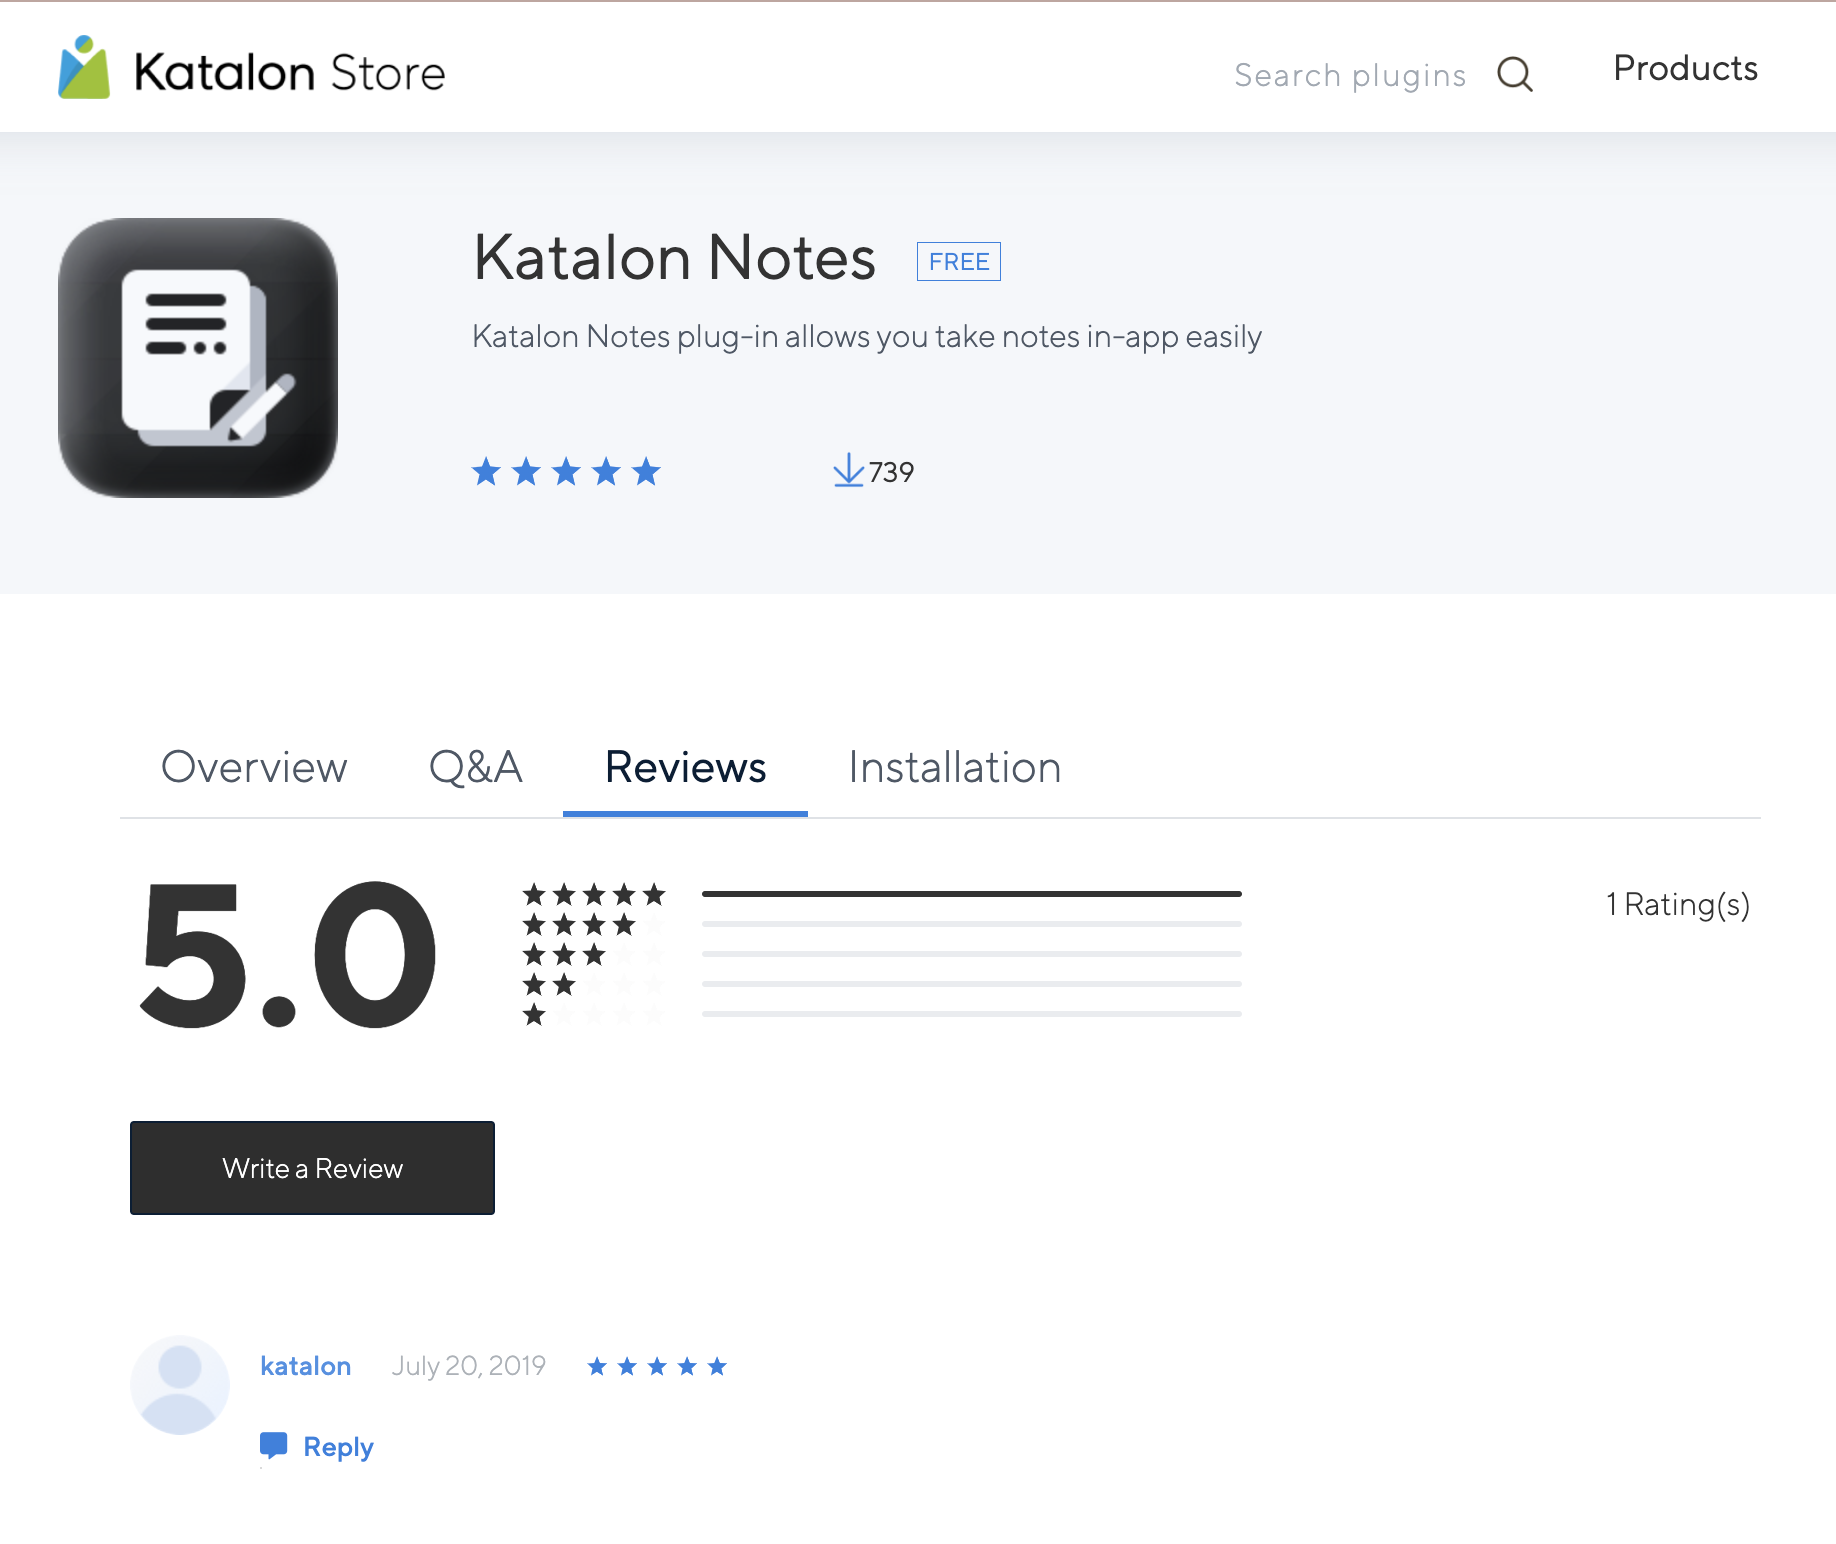 Katalon Store
Search plugins
Products
Katalon Notes
FREE
Katalon Notes plug-in allows you take notes in-app easily
739
Overview
Q&A
Reviews
Installation
5.0
1 Rating(s)
Write a Review
katalon
July 20, 2019
Reply